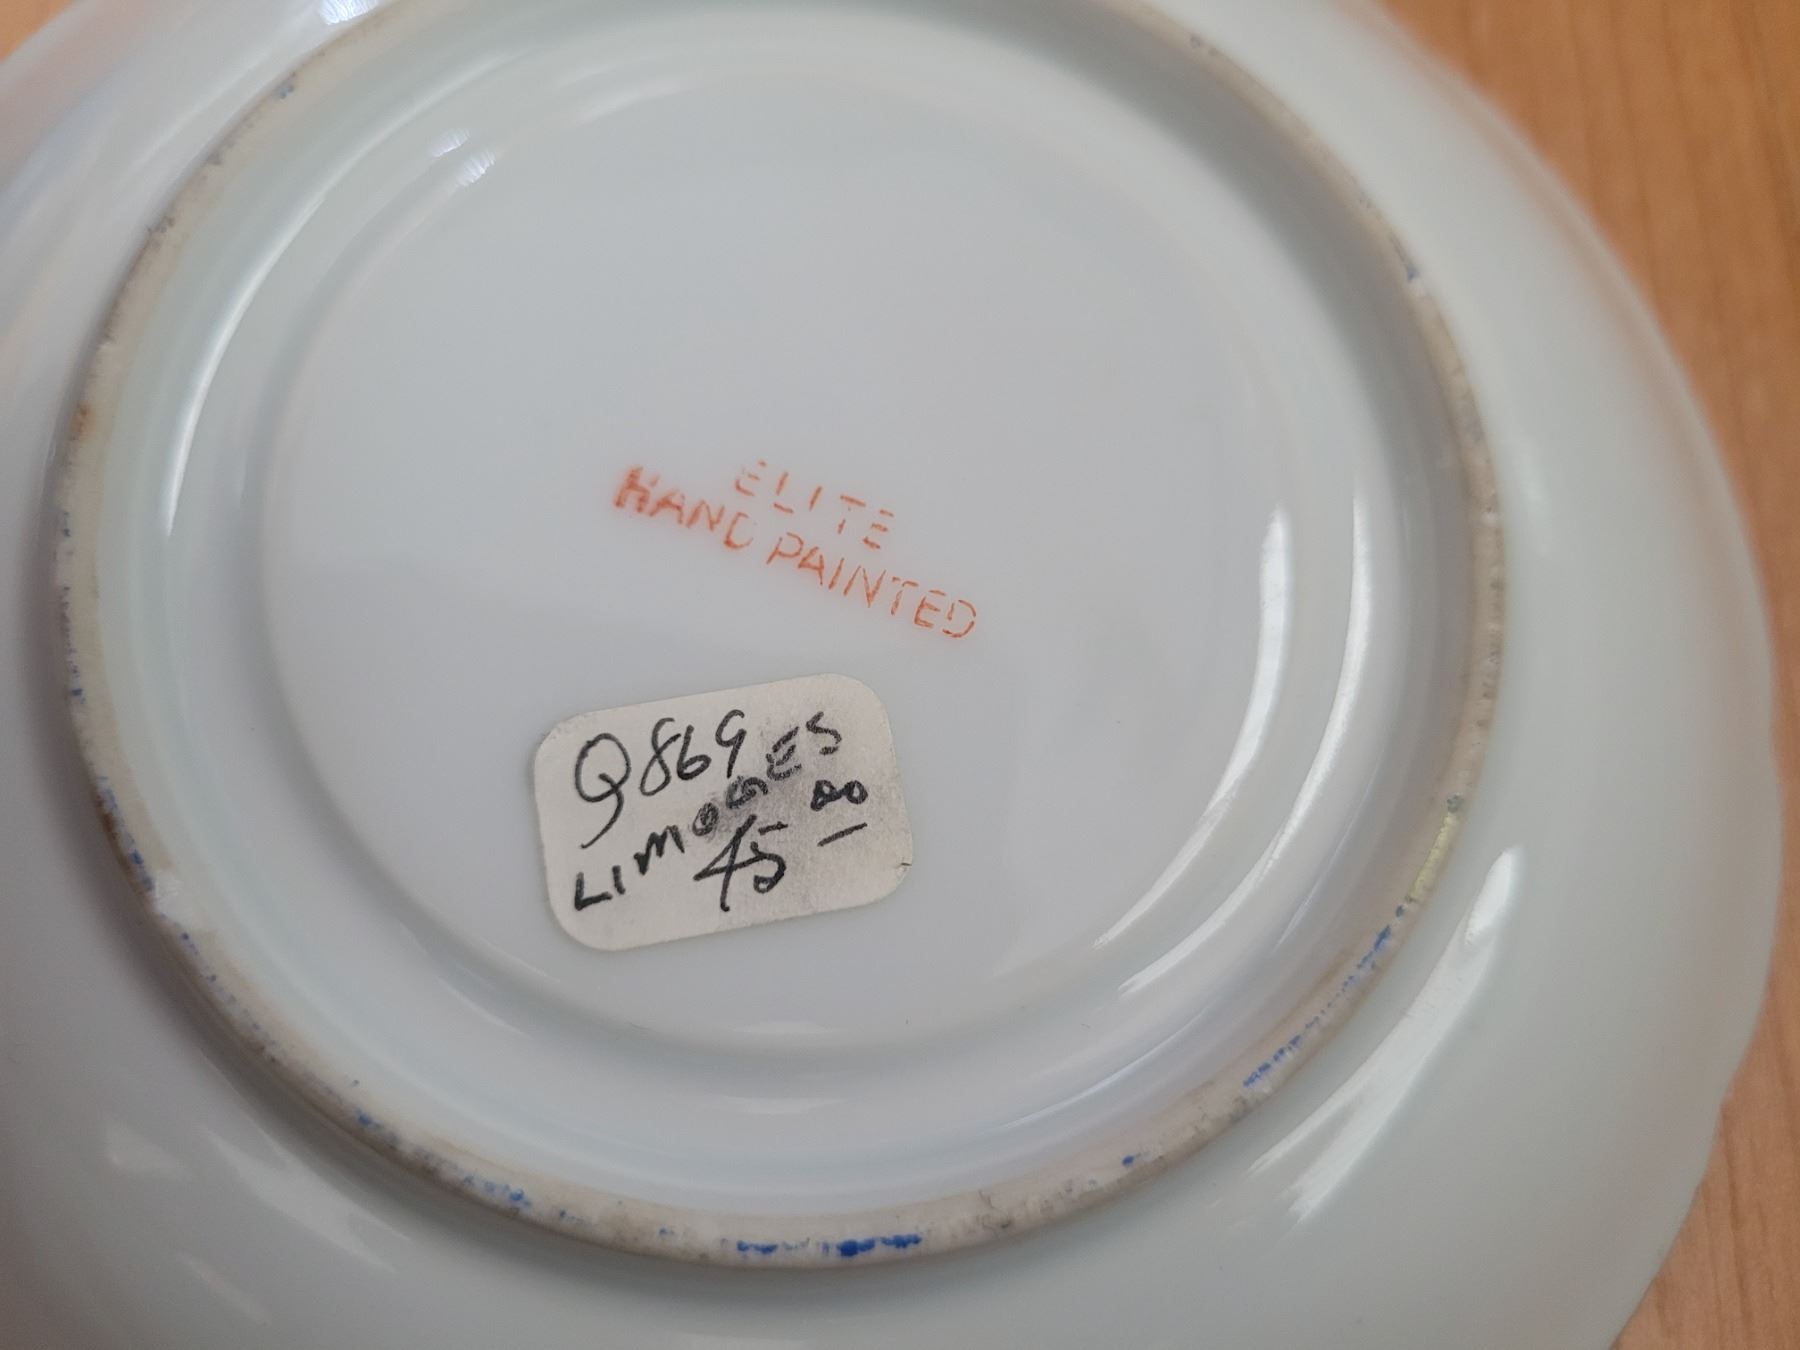 ELITE
HAND PAINTED
Q869
LIMOGES
45 00